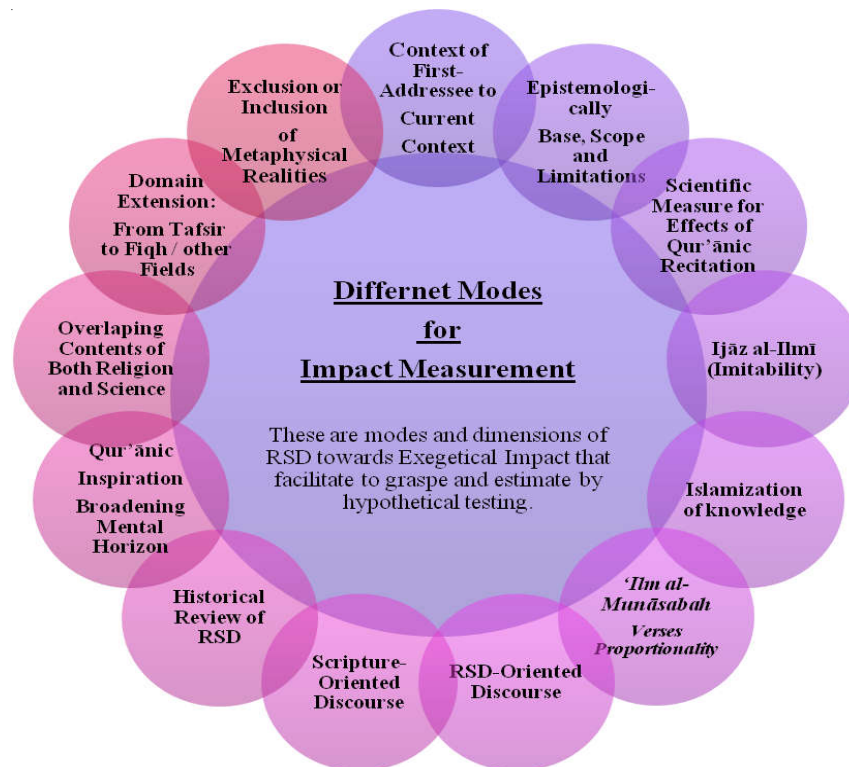 Differnet Modes
for
Impact Measurement
These are modes and dimensions of
RSD towards Exegetical Impact that
facilitate to graspe and estimate by
hypothetical testing.
Context of
First-
Addressee to
Current
Context
Epistemologi-
cally
Base, Scope
and
Limitations
Scientific
Measure for
Effects of
Qur’ānic
Recitation
Ijāz al-Ilmī
(Imitability)
Islamization
of knowledge
‘Ilm al-
Munāsabah
Verses
Proportionality
RSD-Oriented
Discourse
Scripture-
Oriented
Discourse
Historical
Review of
RSD
Qur’ānic
Inspiration
Broadening
Mental
Horizon
Overlaping
Contents of
Both Religion
and Science
Domain
Extension:
From Tafsir
to Fiqh / other
Fields
Exclusion or
Inclusion
of
Metaphysical
Realities